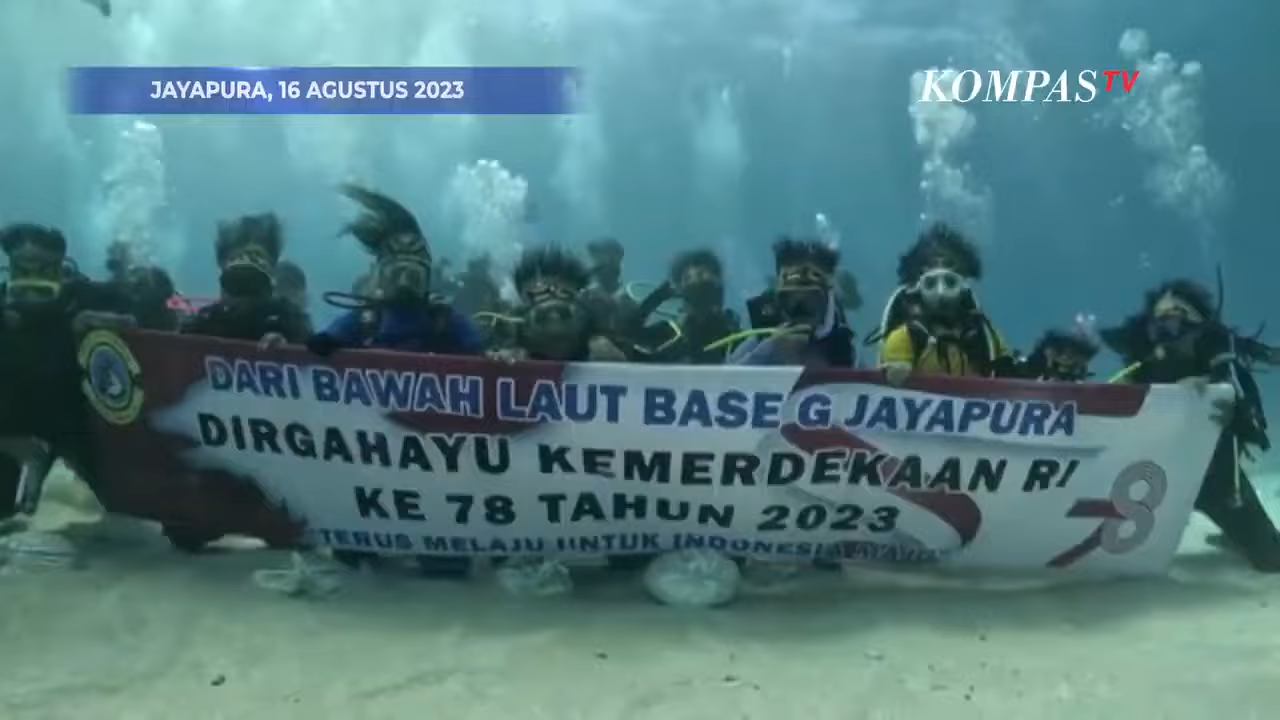 JAYAPURA, 16 AGUSTUS 2023
KOMPAS TV
DARI BAWAH LAUT BASE G JAYAPURA
DIRGAHAYU KEMERDEKAAN RI
KE 78 TAHUN 2023
TERUS MELAJU UNTUK INDONESIA
78